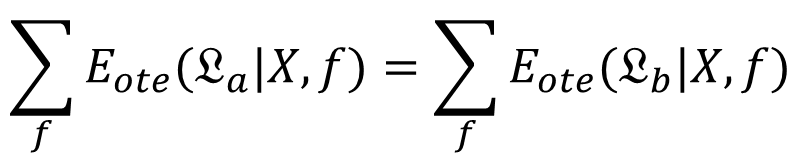 ∑_f E_ote(𝔏_a|X, f) = ∑_f E_ote(𝔏_b|X, f)